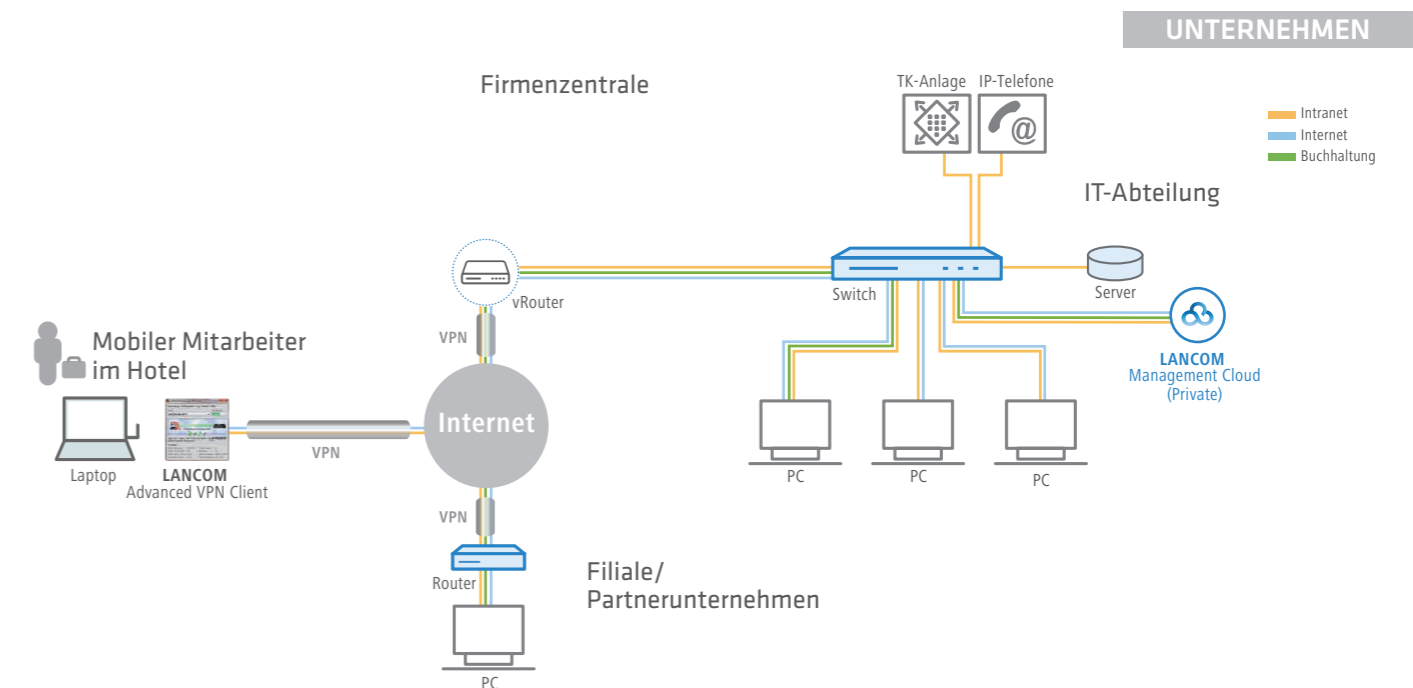 UNTERNEHMEN
Firmenzentrale
TK-Anlage
IP-Telefone
@
Intranet
Internet
Buchhaltung
IT-Abteilung
vRouter
Switch
Server
VPN
LANCOM
Management Cloud
(Private)
Mobiler Mitarbeiter
im Hotel
Internet
VPN
Laptop
LANCOM
Advanced VPN Client
PC
PC
PC
VPN
Router
Filiale/
Partnerunternehmen
PC